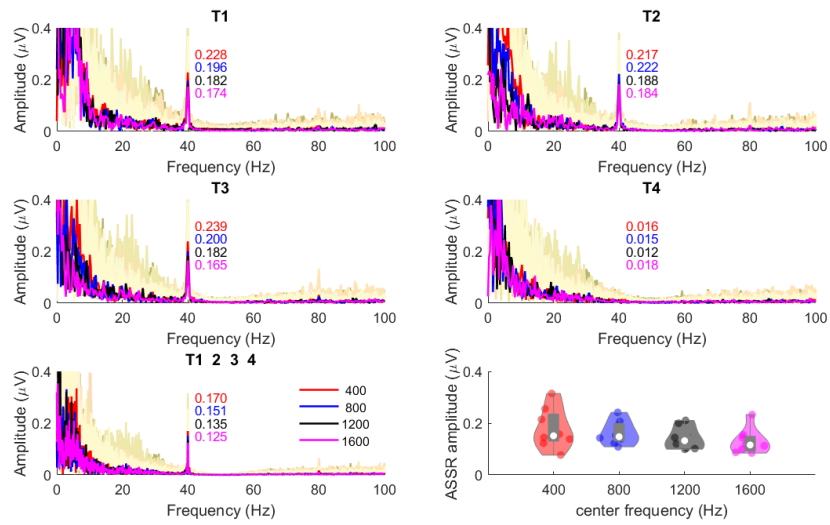 T1
0.4
0.2
0
Amplitude (μV)
0.228
0.196
0.182
0.174
0 20 40 60 80 100
Frequency (Hz)
T2
0.4
0.2
0
Amplitude (μV)
0.217
0.222
0.188
0.184
0 20 40 60 80 100
Frequency (Hz)
T3
0.4
0.2
0
Amplitude (μV)
0.239
0.200
0.182
0.165
0 20 40 60 80 100
Frequency (Hz)
T4
0.4
0.2
0
Amplitude (μV)
0.016
0.015
0.012
0.018
0 20 40 60 80 100
Frequency (Hz)
T1 2 3 4
0.4
0.2
0
Amplitude (μV)
0.170
0.151
0.135
0.125
400
800
1200
1600
0 20 40 60 80 100
Frequency (Hz)
0.4
0.2
0
ASSR amplitude (μV)
400 800 1200 1600
center frequency (Hz)